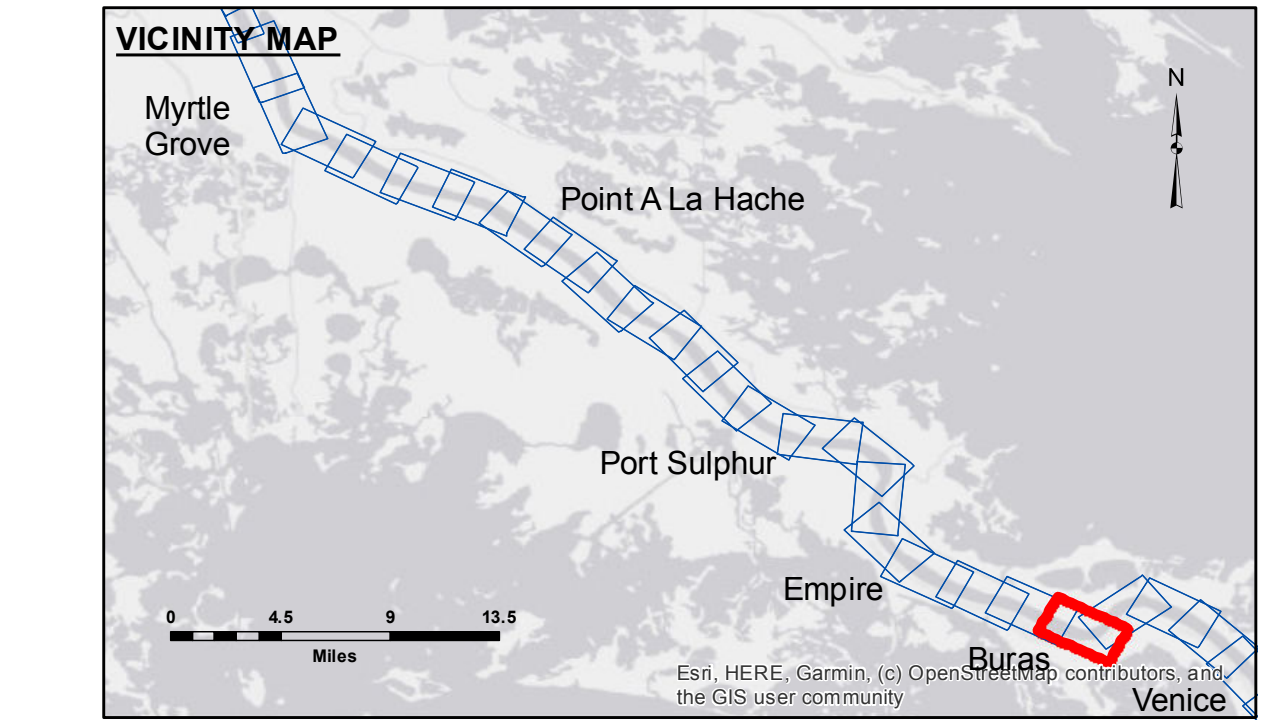 VICINITY MAP
N
Myrtle
Grove
Point A La Hache
Port Sulphur
Empire
0 4.5 9 13.5
Miles
Buras
Esri, HERE, Garmin, (c) OpenStreetMap contributors, and
the GIS user community
Venice